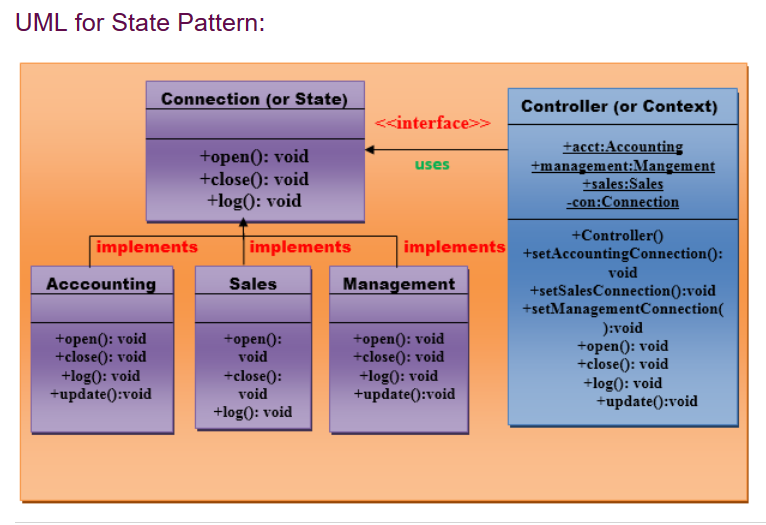 UML for State Pattern:
Connection (or State)
+open(): void
+close(): void
+log(): void
<<interface>>
uses
Controller (or Context)
+acct:Accounting
+management:Mangement
+sales:Sales
-con:Connection
+Controller()
+setAccountingConnection():
void
+setSalesConnection():void
+setManagementConnection(
):void
+open(): void
+close(): void
+log(): void
+update():void
implements
implements
implements
Acccounting
+open(): void
+close(): void
+log(): void
+update():void
Sales
+open():
void
+close():
void
+log(): void
Management
+open(): void
+close(): void
+log(): void
+update():void